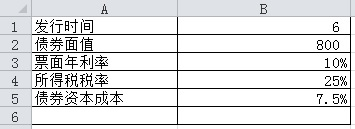 A B
1 发行时间 6
2 债券面值 800
3 票面年利率 10%
4 所得税税率 25%
5 债券资本成本 7.5%
6